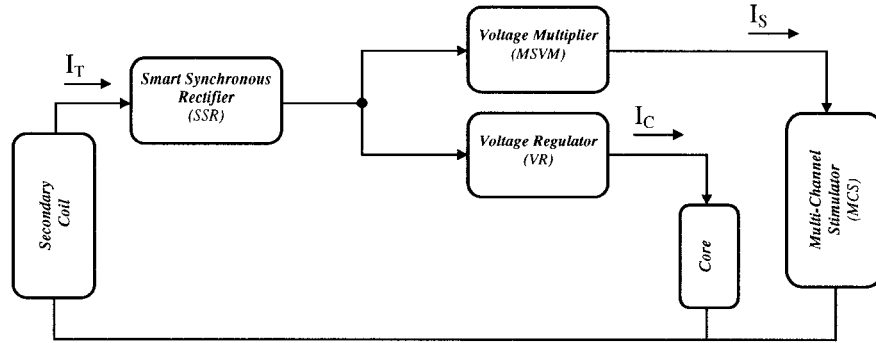 I_T
Smart Synchronous
Rectifier
(SSR)
Voltage Multiplier
(MSVM)
I_S
Voltage Regulator
(VR)
I_C
Secondary
Coil
Core
Multi-Channel
Stimulator
(MCS)